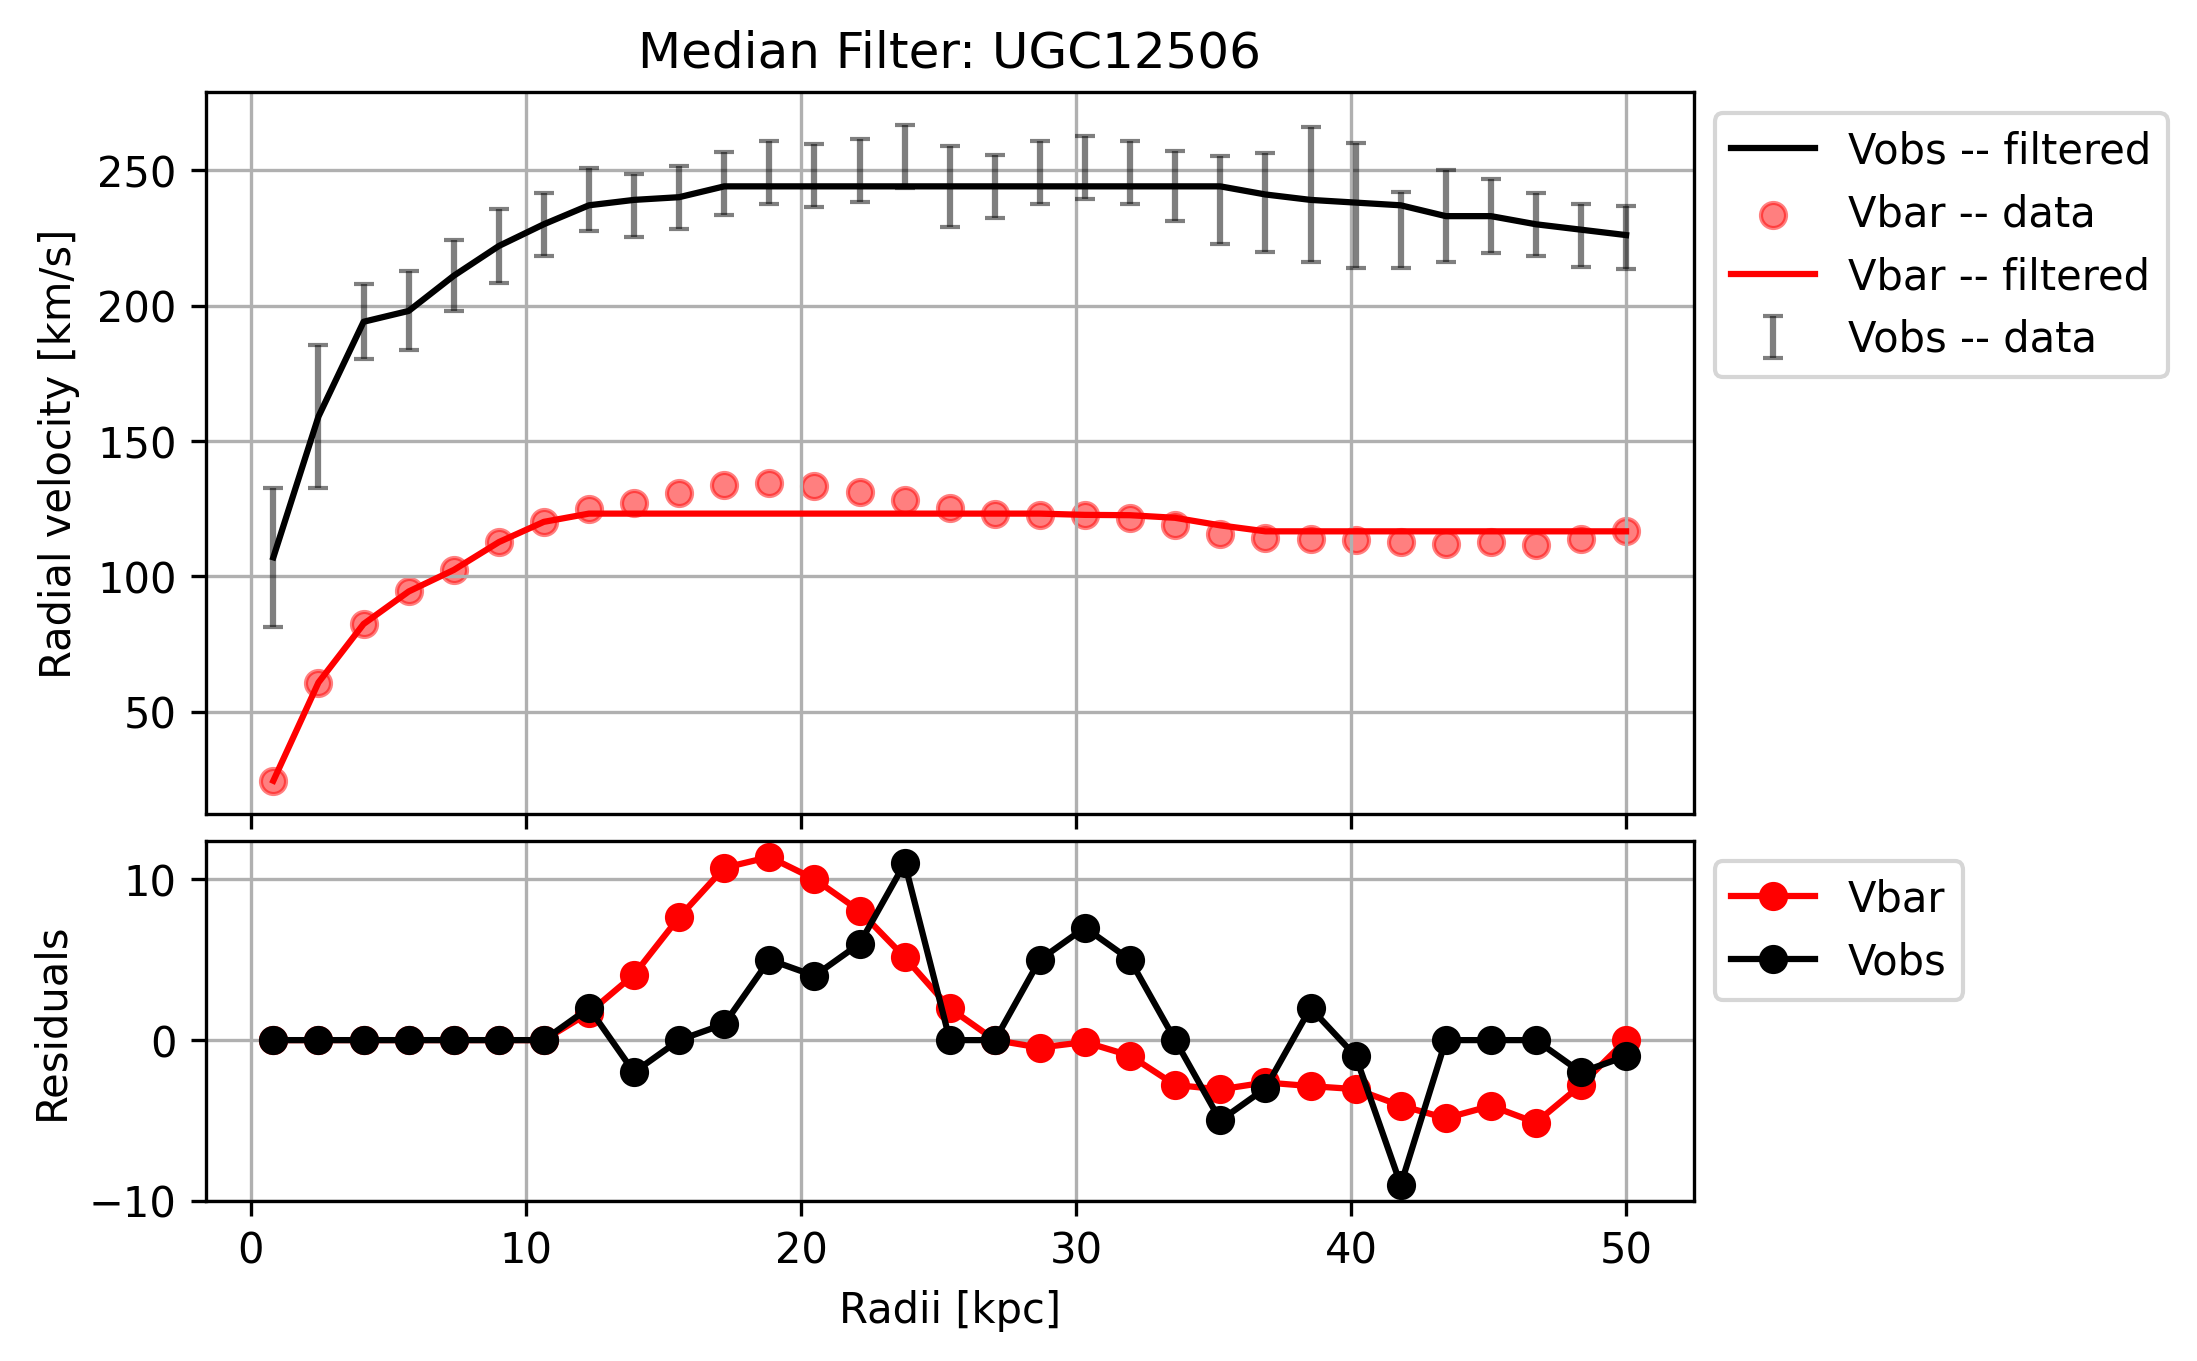 Median Filter: UGC12506
Radial velocity [km/s]
250
200
150
100
50
Vobs -- filtered
Vbar -- data
Vbar -- filtered
Vobs -- data
Residuals
10
0
−10
Vbar
Vobs
0 10 20 30 40 50
Radii [kpc]